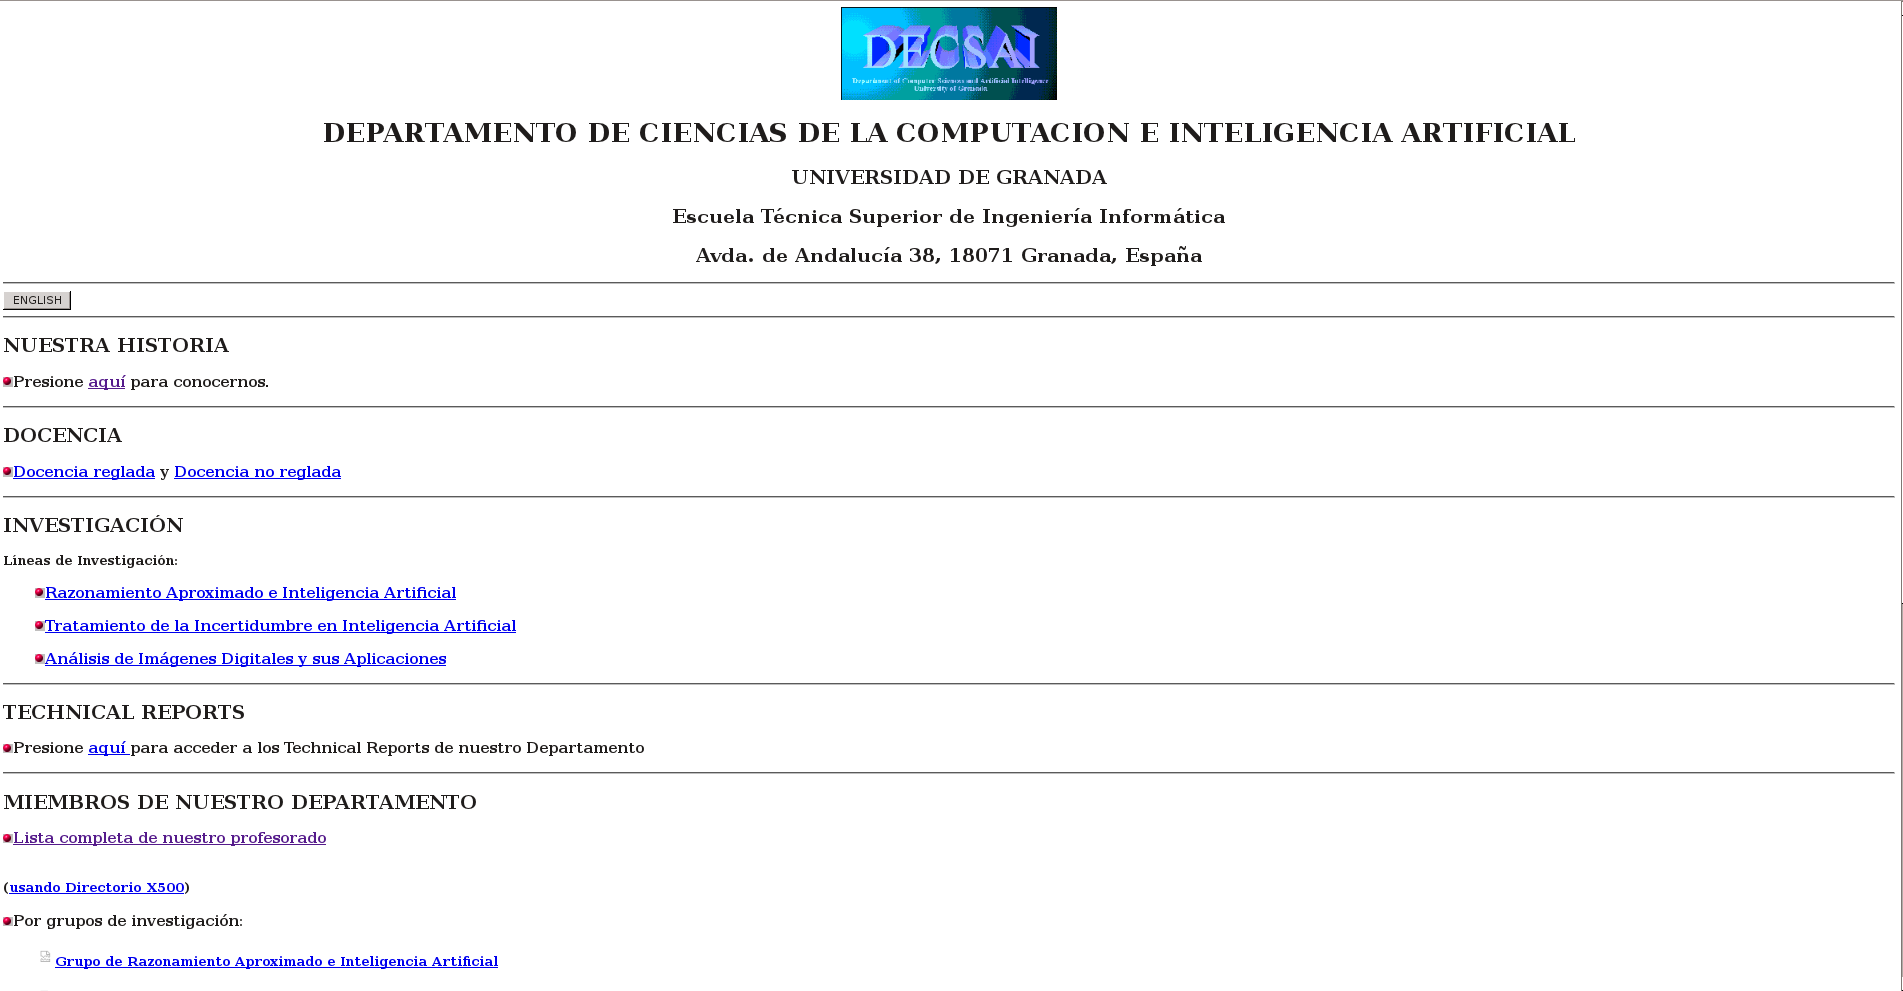 DECSAI
Department of Computer Science and Artificial Intelligence
University of Granada
DEPARTAMENTO DE CIENCIAS DE LA COMPUTACION E INTELIGENCIA ARTIFICIAL
UNIVERSIDAD DE GRANADA
Escuela Técnica Superior de Ingeniería Informática
Avda. de Andalucía 38, 18071 Granada, España
ENGLISH
NUESTRA HISTORIA
Presione aquí para conocernos.
DOCENCIA
Docencia reglada y Docencia no reglada
INVESTIGACIÓN
Líneas de Investigación:
Razonamiento Aproximado e Inteligencia Artificial
Tratamiento de la Incertidumbre en Inteligencia Artificial
Análisis de Imágenes Digitales y sus Aplicaciones
TECHNICAL REPORTS
Presione aquí para acceder a los Technical Reports de nuestro Departamento
MIEMBROS DE NUESTRO DEPARTAMENTO
Lista completa de nuestro profesorado
(usando Directorio X500)
Por grupos de investigación:
Grupo de Razonamiento Aproximado e Inteligencia Artificial